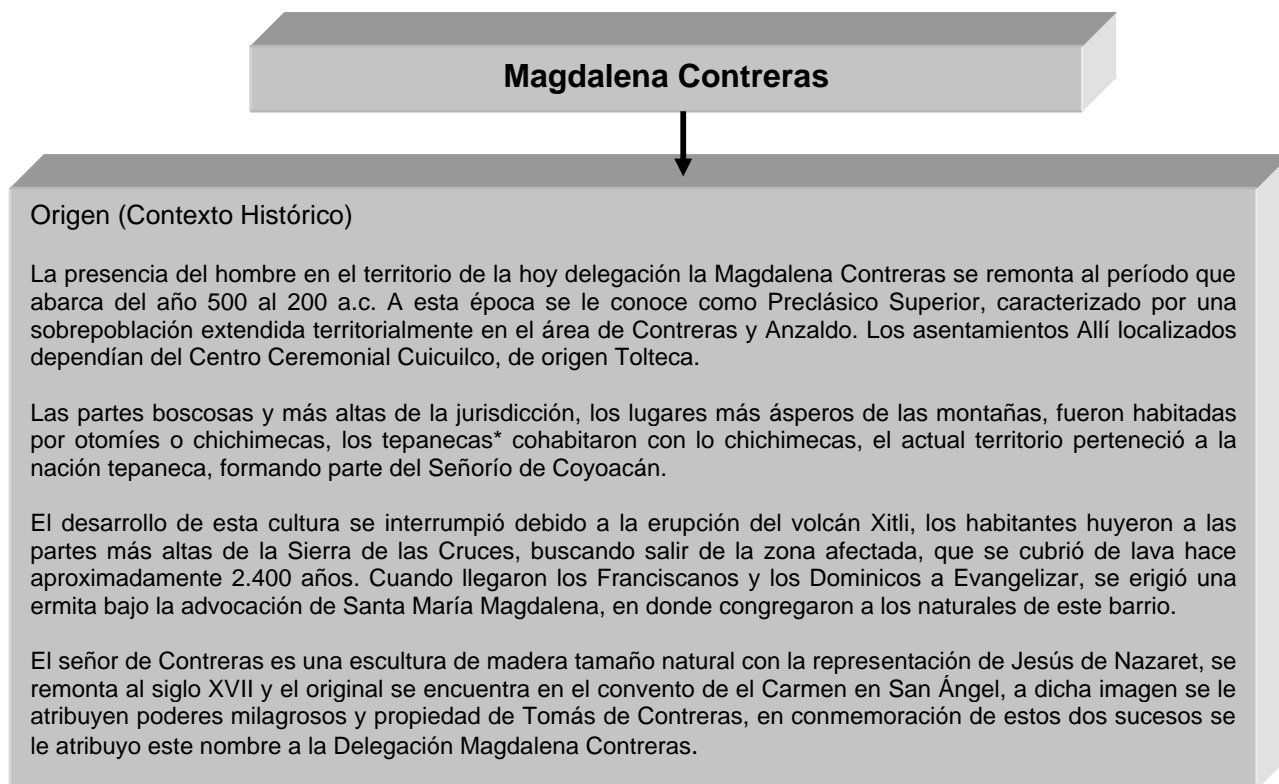 Magdalena Contreras
Origen (Contexto Histórico)
La presencia del hombre en el territorio de la hoy delegación la Magdalena Contreras se remonta al período que
abarca del año 500 al 200 a.c. A esta época se le conoce como Preclásico Superior, caracterizado por una
sobrepoblación extendida territorialmente en el área de Contreras y Anzaldo. Los asentamientos Allí localizados
dependían del Centro Ceremonial Cuicuilco, de origen Tolteca.
Las partes boscosas y más altas de la jurisdicción, los lugares más ásperos de las montañas, fueron habitadas
por otomíes o chichimecas, los tepanecas* cohabitaron con lo chichimecas, el actual territorio perteneció a la
nación tepaneca, formando parte del Señorío de Coyoacán.
El desarrollo de esta cultura se interrumpió debido a la erupción del volcán Xitli, los habitantes huyeron a las
partes más altas de la Sierra de las Cruces, buscando salir de la zona afectada, que se cubrió de lava hace
aproximadamente 2.400 años. Cuando llegaron los Franciscanos y los Dominicos a Evangelizar, se erigió una
ermita bajo la advocación de Santa María Magdalena, en donde congregaron a los naturales de este barrio.
El señor de Contreras es una escultura de madera tamaño natural con la representación de Jesús de Nazaret, se
remonta al siglo XVII y el original se encuentra en el convento de el Carmen en San Ángel, a dicha imagen se le
atribuyen poderes milagrosos y propiedad de Tomás de Contreras, en conmemoración de estos dos sucesos se
le atribuyo este nombre a la Delegación Magdalena Contreras.